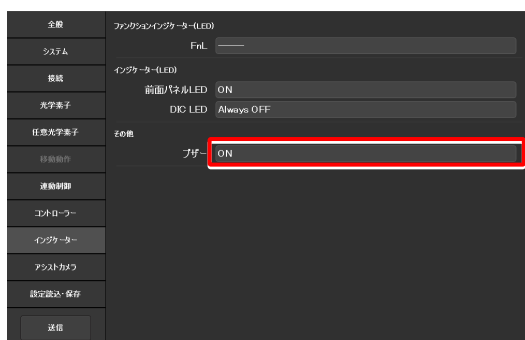 全般
システム
接続
光学素子
任意光学素子
移動動作
連動制御
コントローラー
インジケーター
アシストカメラ
設定読込・保存
送信
ファンクションインジケーター(LED)
FnL ───
インジケーター(LED)
前面パネルLED ON
DIC LED Always OFF
その他
ブザー ON